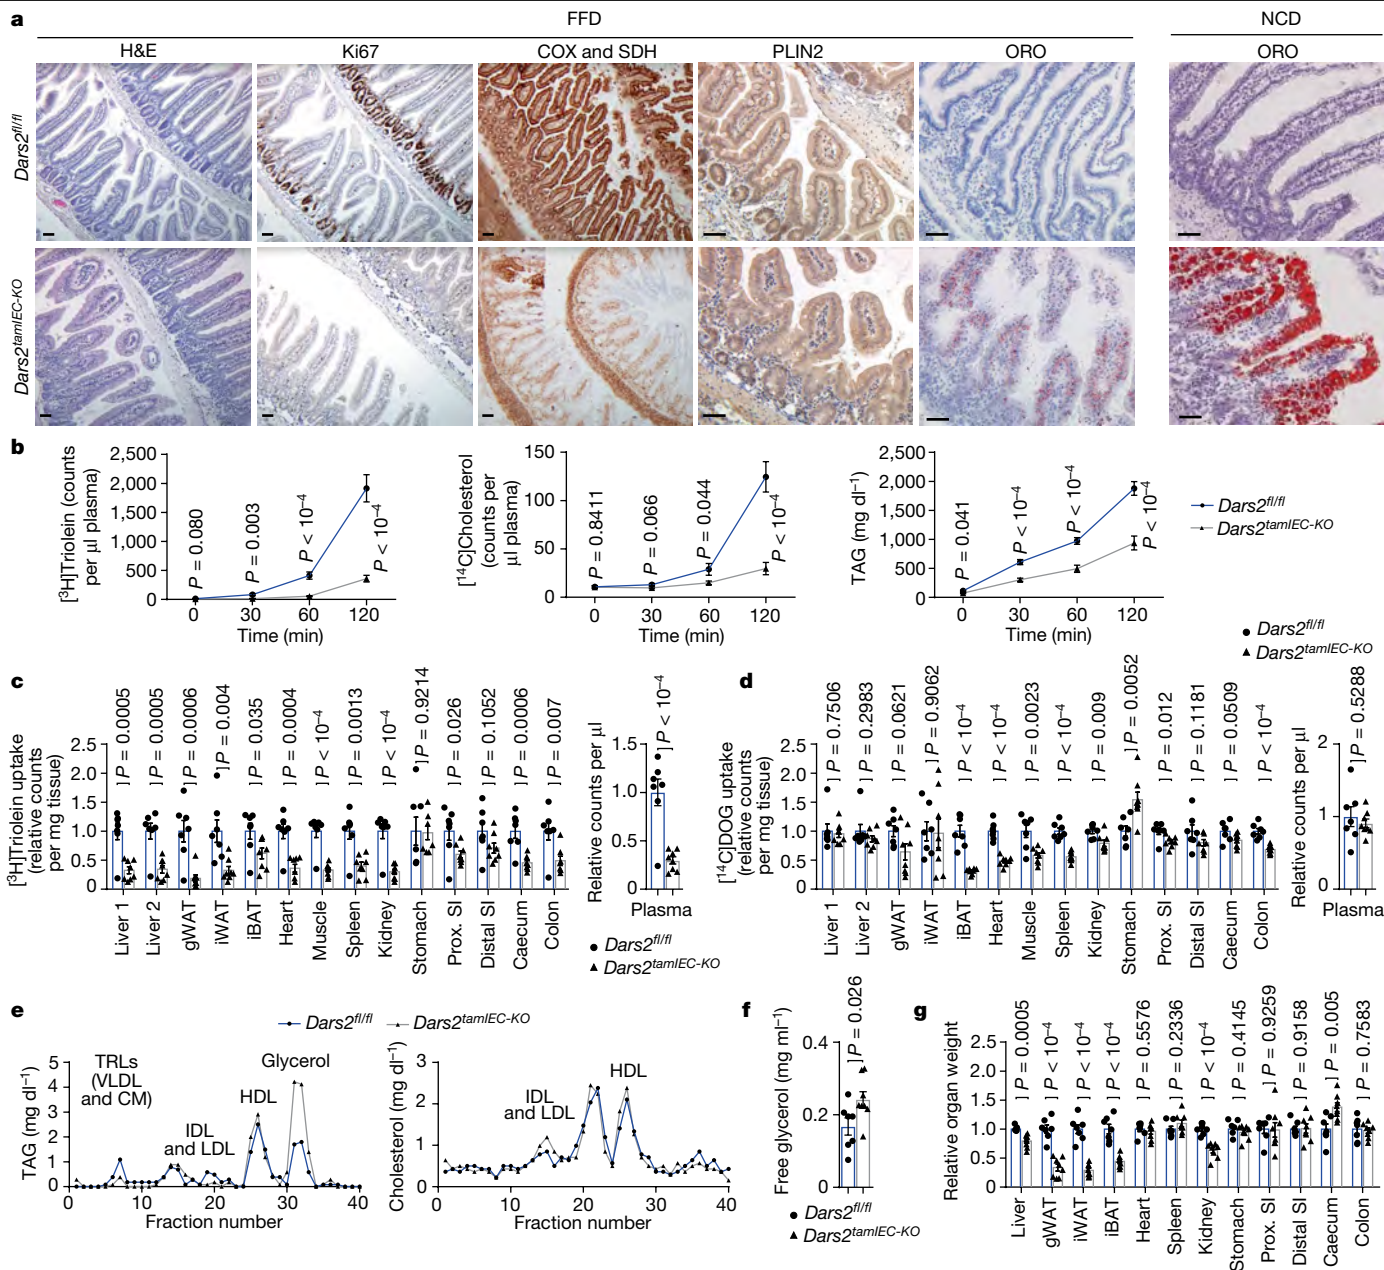 a
FFD
NCD
H&E
Ki67
COX and SDH
PLIN2
ORO
ORO
Dars2fl/fl
Dars2tamIEC-KO
b
[³H]Triolein (counts
per µl plasma)
2,500
2,000
1,500
1,000
500
0
P = 0.080
P = 0.003
P < 10⁻⁴
P < 10⁻⁴
0 30 60 120
Time (min)
[¹⁴C]Cholesterol
(counts per
µl plasma)
150
100
50
0
P = 0.8411
P = 0.066
P = 0.044
P < 10⁻⁴
0 30 60 120
Time (min)
TAG (mg dl⁻¹)
2,500
2,000
1,500
1,000
500
0
P = 0.041
P < 10⁻⁴
P < 10⁻⁴
P < 10⁻⁴
0 30 60 120
Time (min)
Dars2fl/fl
Dars2tamIEC-KO
Dars2fl/fl
Dars2tamIEC-KO
c
[³H]Triolein uptake
(relative counts
per mg tissue)
2.5
2.0
1.5
1.0
0.5
0
P = 0.0005
P = 0.0005
P = 0.0006
P = 0.004
P = 0.035
P = 0.0004
P < 10⁻⁴
P = 0.0013
P < 10⁻⁴
P = 0.9214
P = 0.026
P = 0.1052
P = 0.0006
P = 0.007
Liver 1
Liver 2
gWAT
iWAT
iBAT
Heart
Muscle
Spleen
Kidney
Stomach
Prox. SI
Distal SI
Caecum
Colon
Relative counts per µl
1.5
1.0
0.5
0
P < 10⁻⁴
Plasma
Dars2fl/fl
Dars2tamIEC-KO
d
[¹⁴C]DOG uptake
(relative counts
per mg tissue)
2.5
2.0
1.5
1.0
0.5
0
P = 0.7506
P = 0.2983
P = 0.0621
P = 0.9062
P < 10⁻⁴
P < 10⁻⁴
P = 0.0023
P < 10⁻⁴
P = 0.009
P = 0.0052
P = 0.012
P = 0.1181
P = 0.0509
P < 10⁻⁴
Liver 1
Liver 2
gWAT
iWAT
iBAT
Heart
Muscle
Spleen
Kidney
Stomach
Prox. SI
Distal SI
Caecum
Colon
Relative counts per µl
2
1
0
P = 0.5288
Plasma
e
Dars2fl/fl
Dars2tamIEC-KO
TAG (mg dl⁻¹)
5
4
3
2
1
0
TRLs
(VLDL
and CM)
IDL
and LDL
HDL
Glycerol
0 10 20 30 40
Fraction number
Cholesterol (mg dl⁻¹)
3
2
1
0
IDL
and LDL
HDL
0 10 20 30 40
Fraction number
f
Free glycerol (mg ml⁻¹)
0.4
0.2
0
P = 0.026
Dars2fl/fl
Dars2tamIEC-KO
g
Relative organ weight
2.5
2.0
1.5
1.0
0.5
0
P = 0.0005
P < 10⁻⁴
P < 10⁻⁴
P < 10⁻⁴
P = 0.5576
P = 0.2336
P < 10⁻⁴
P = 0.4145
P = 0.9259
P = 0.9158
P = 0.005
P = 0.7583
Liver
gWAT
iWAT
iBAT
Heart
Spleen
Kidney
Stomach
Prox. SI
Distal SI
Caecum
Colon